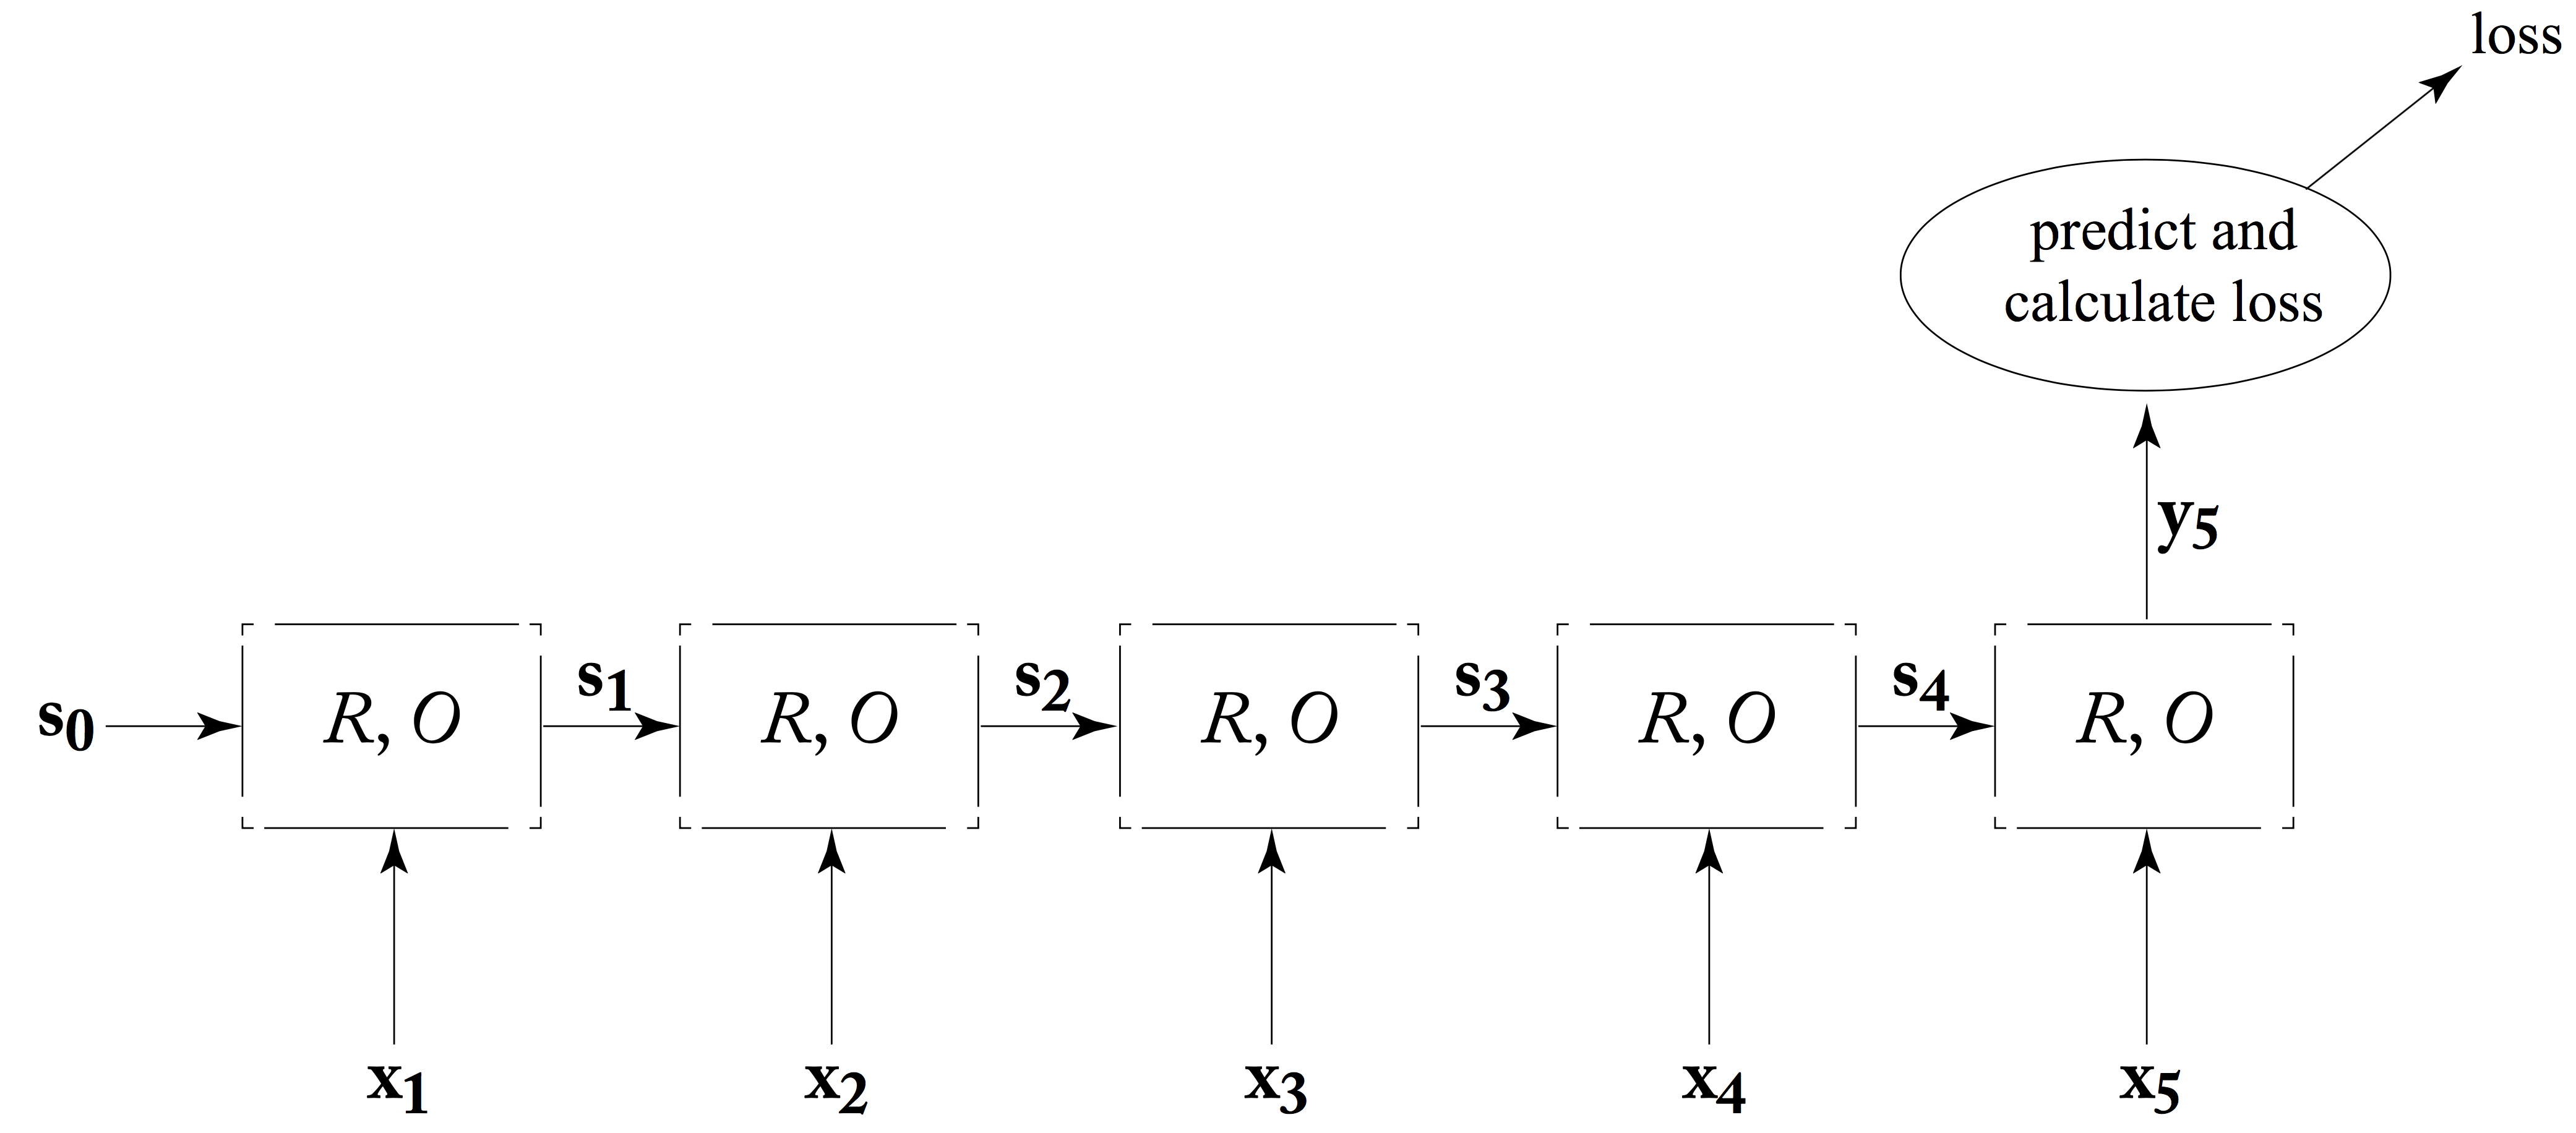 loss
predict and
calculate loss
y5
s0
R, O
s1
R, O
s2
R, O
s3
R, O
s4
R, O
x1
x2
x3
x4
x5